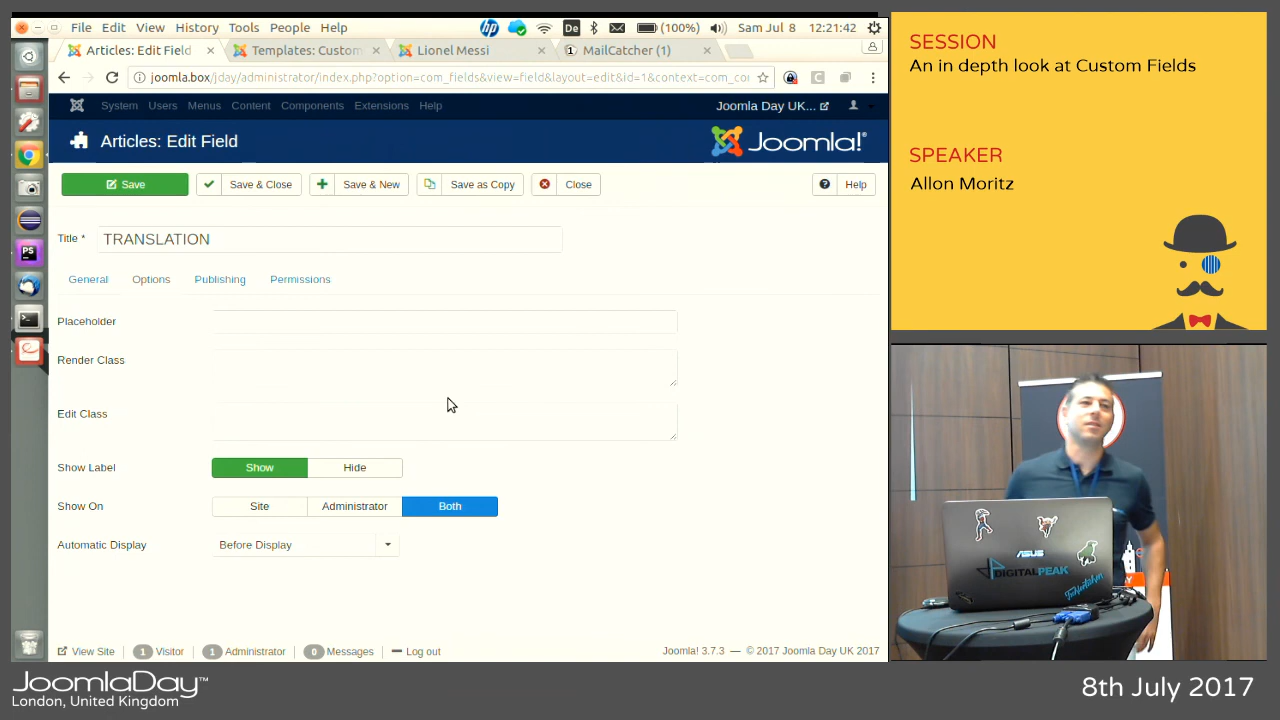 File Edit View History Tools People Help
hp
De
(100%)
Sam Jul 8 12:21:42
Articles: Edit Field
Templates: Custom
Lionel Messi
MailCatcher (1)
joomla.box/jday/administrator/index.php?option=com_fields&view=field&layout=edit&id=1&context=com_co
System Users Menus Content Components Extensions Help
Joomla Day UK...
Articles: Edit Field
Joomla!®
Save
Save & Close
Save & New
Save as Copy
Close
Help
Title *
TRANSLATION
General
Options
Publishing
Permissions
Placeholder
Render Class
Edit Class
Show Label
Show
Hide
Show On
Site
Administrator
Both
Automatic Display
Before Display
View Site
1 Visitor
1 Administrator
0 Messages
Log out
Joomla! 3.7.3 — © 2017 Joomla Day UK 2017
PS
SESSION
An in depth look at Custom Fields
SPEAKER
Allon Moritz
ASUS
DIGITAL PEAK
JoomlaDay™
London, United Kingdom
8th July 2017